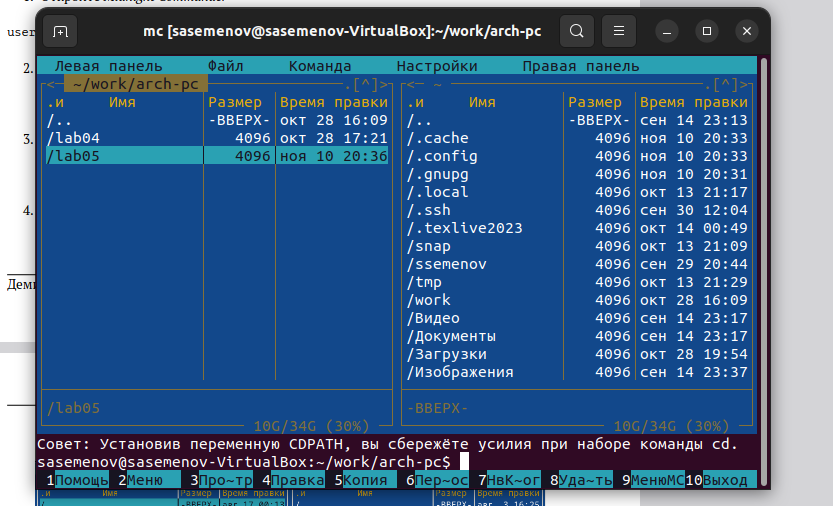 user
2.
3.
4.
mc [sasemenov@sasemenov-VirtualBox]:~/work/arch-pc
Левая панель Файл Команда Настройки Правая панель
<— ~/work/arch-pc .[^]>
.и Имя Размер Время правки
/.. -ВВЕРХ- окт 28 16:09
/lab04 4096 окт 28 17:21
/lab05 4096 ноя 10 20:36
/lab05
10G/34G (30%)
<— ~ .[^]>
.и Имя Размер Время правки
/.. -ВВЕРХ- сен 14 23:13
/.cache 4096 ноя 10 20:33
/.config 4096 ноя 10 20:33
/.gnupg 4096 ноя 10 20:31
/.local 4096 окт 13 21:17
/.ssh 4096 сен 30 12:04
/.texlive2023 4096 окт 14 00:49
/snap 4096 окт 13 21:09
/ssemenov 4096 сен 29 20:44
/tmp 4096 окт 13 21:29
/work 4096 окт 28 16:09
/Видео 4096 сен 14 23:17
/Документы 4096 сен 14 23:17
/Загрузки 4096 окт 28 19:54
/Изображения 4096 сен 14 23:37
-ВВЕРХ-
10G/34G (30%)
Совет: Установив переменную CDPATH, вы сбережёте усилия при наборе команды cd.
sasemenov@sasemenov-VirtualBox:~/work/arch-pc$
1Помощь 2Меню 3Про~тр 4Правка 5Копия 6Пер~ос 7НвК~ог 8Уда~ть 9МенюMC 10Выход
Деми
.и Имя Размер Время правки .и Имя Размер Время правки